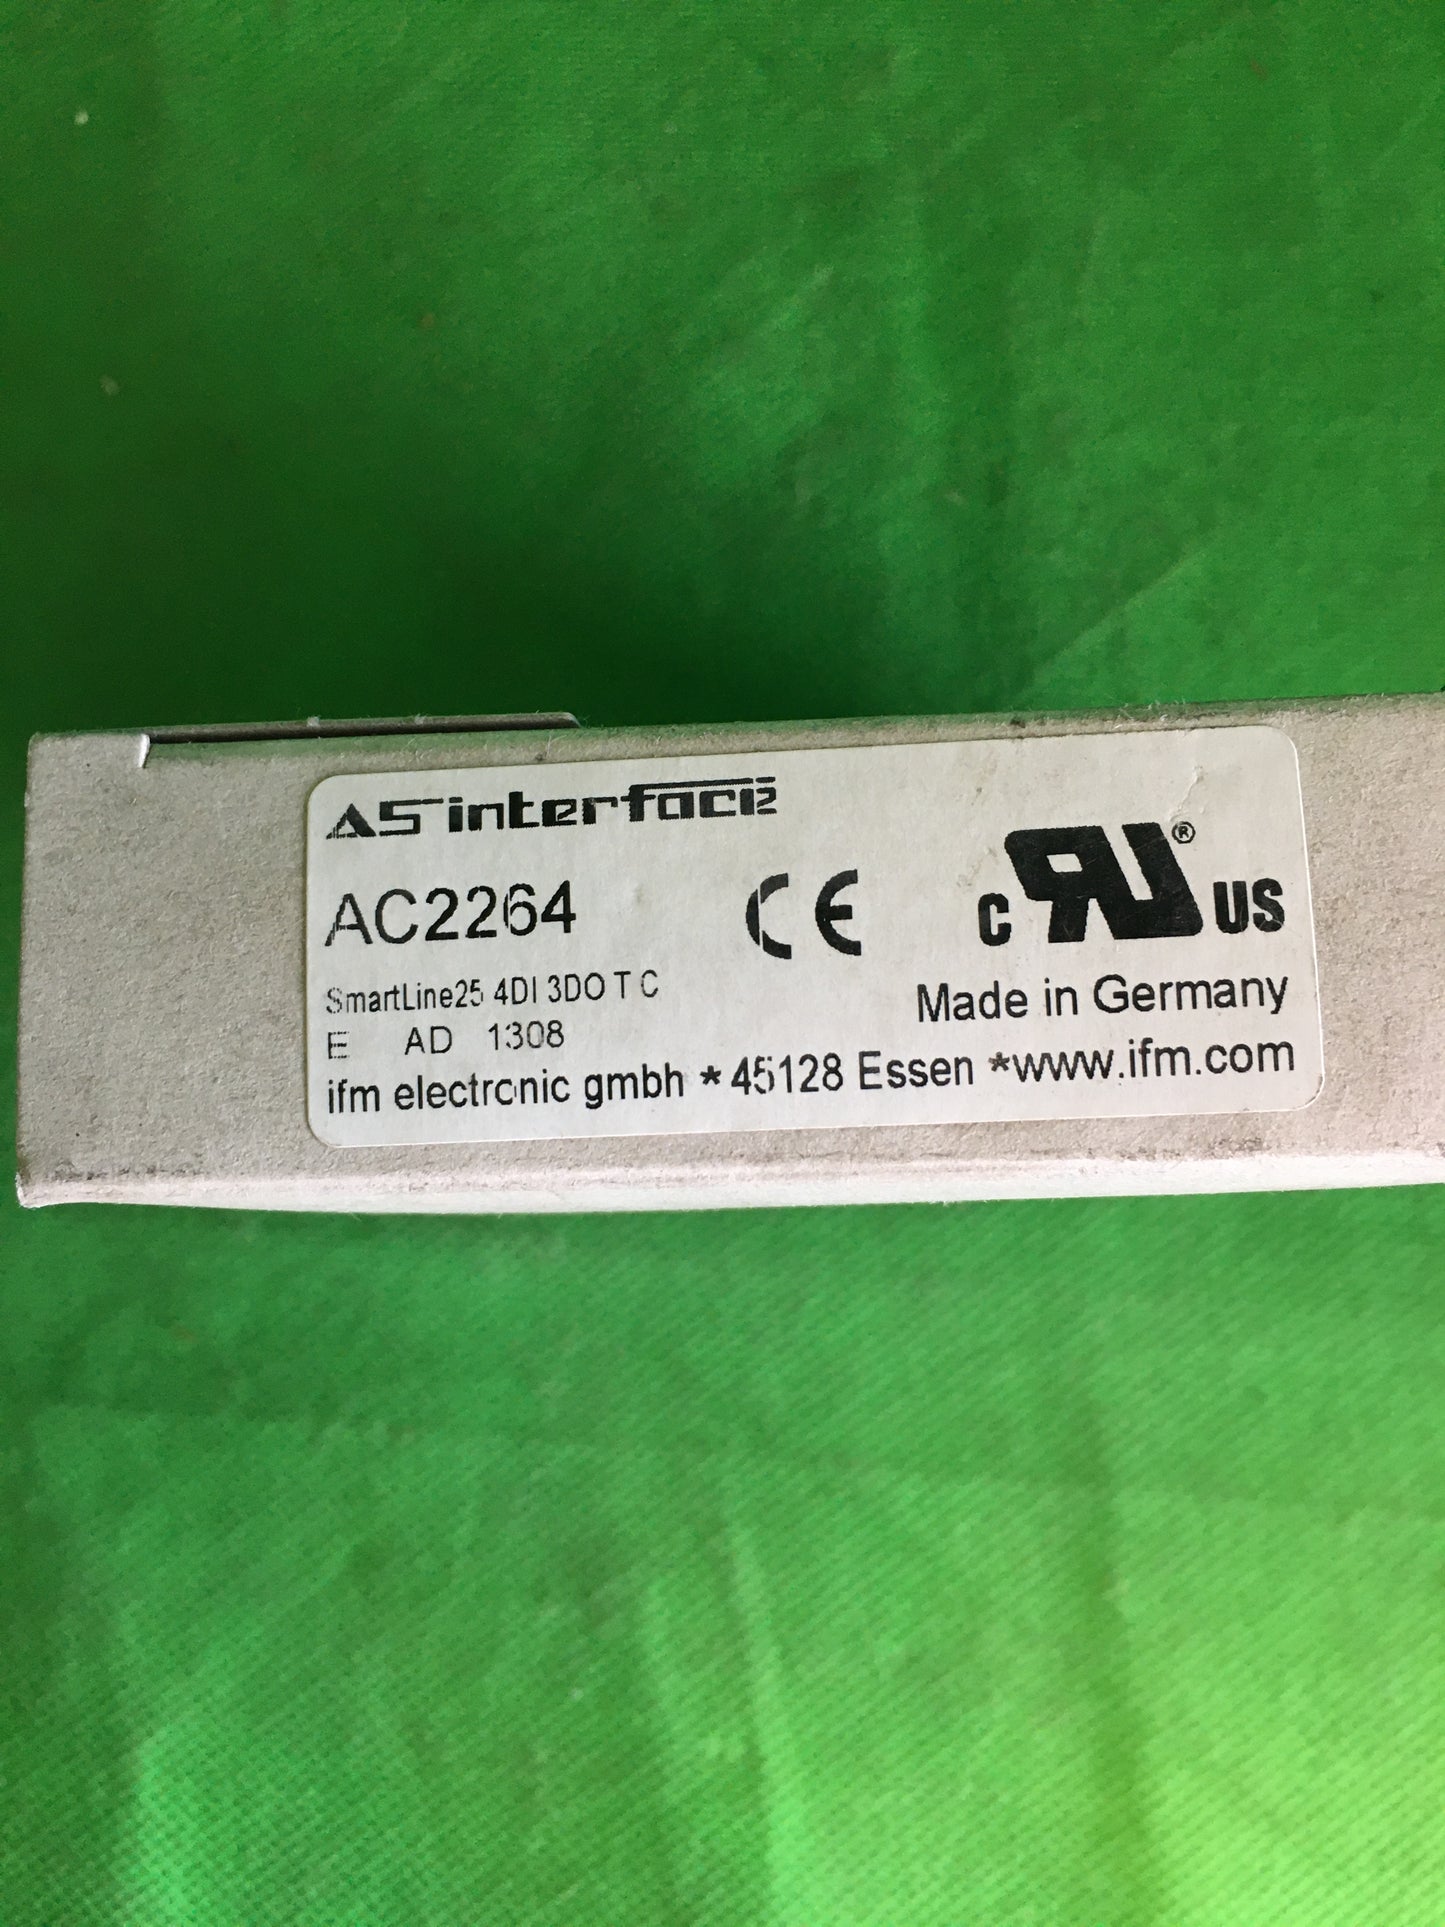 AS interface
AC2264
CE
c RU® US
SmartLine25 4DI 3DO T C
Made in Germany
E AD 1308
ifm electronic gmbh * 45128 Essen * www.ifm.com